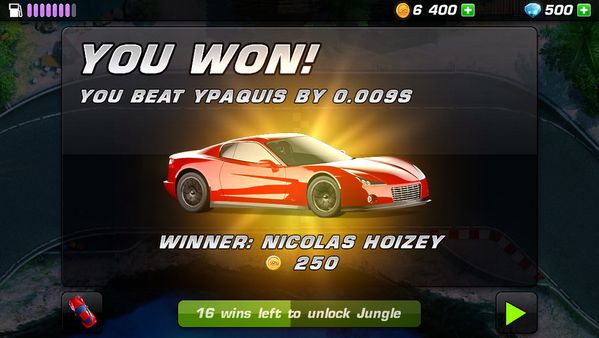 6 400
500
YOU WON!
YOU BEAT YPAQUIS BY 0.009S
WINNER: NICOLAS HOIZEY
250
16 wins left to unlock Jungle